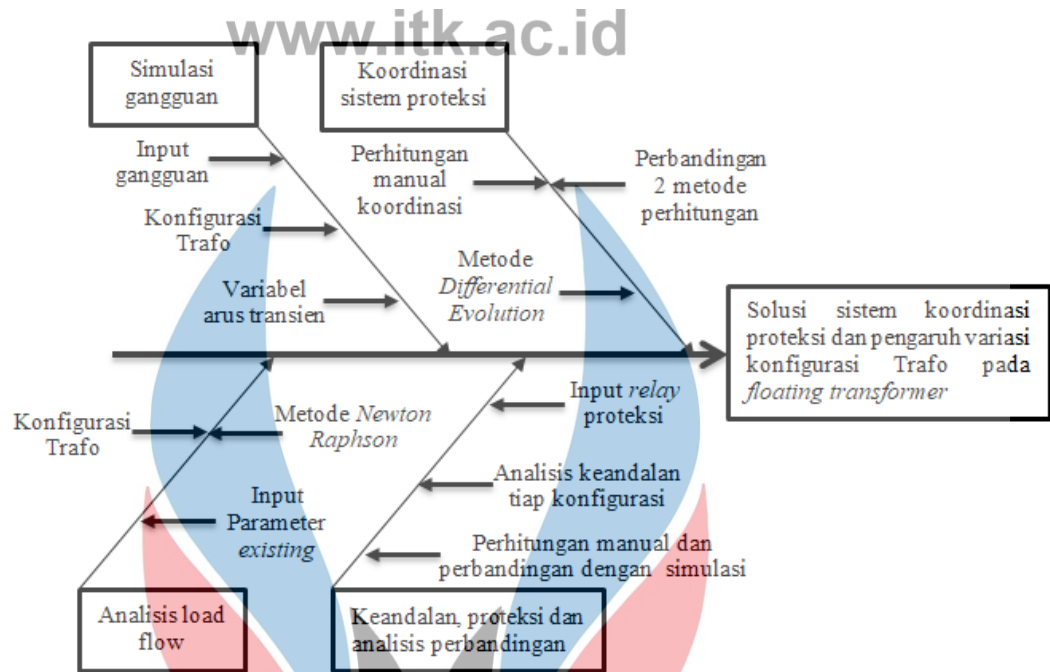 www.itk.ac.id
Simulasi
gangguan
Koordinasi
sistem proteksi
Input
gangguan
Konfigurasi
Trafo
Variabel
arus transien
Perhitungan
manual
koordinasi
Perbandingan
2 metode
perhitungan
Metode
Differential
Evolution
Solusi sistem koordinasi
proteksi dan pengaruh variasi
konfigurasi Trafo pada
floating transformer
Konfigurasi
Trafo
Metode Newton
Raphson
Input
Parameter
existing
Input relay
proteksi
Analisis keandalan
tiap konfigurasi
Perhitungan manual dan
perbandingan dengan simulasi
Analisis load
flow
Keandalan, proteksi dan
analisis perbandingan